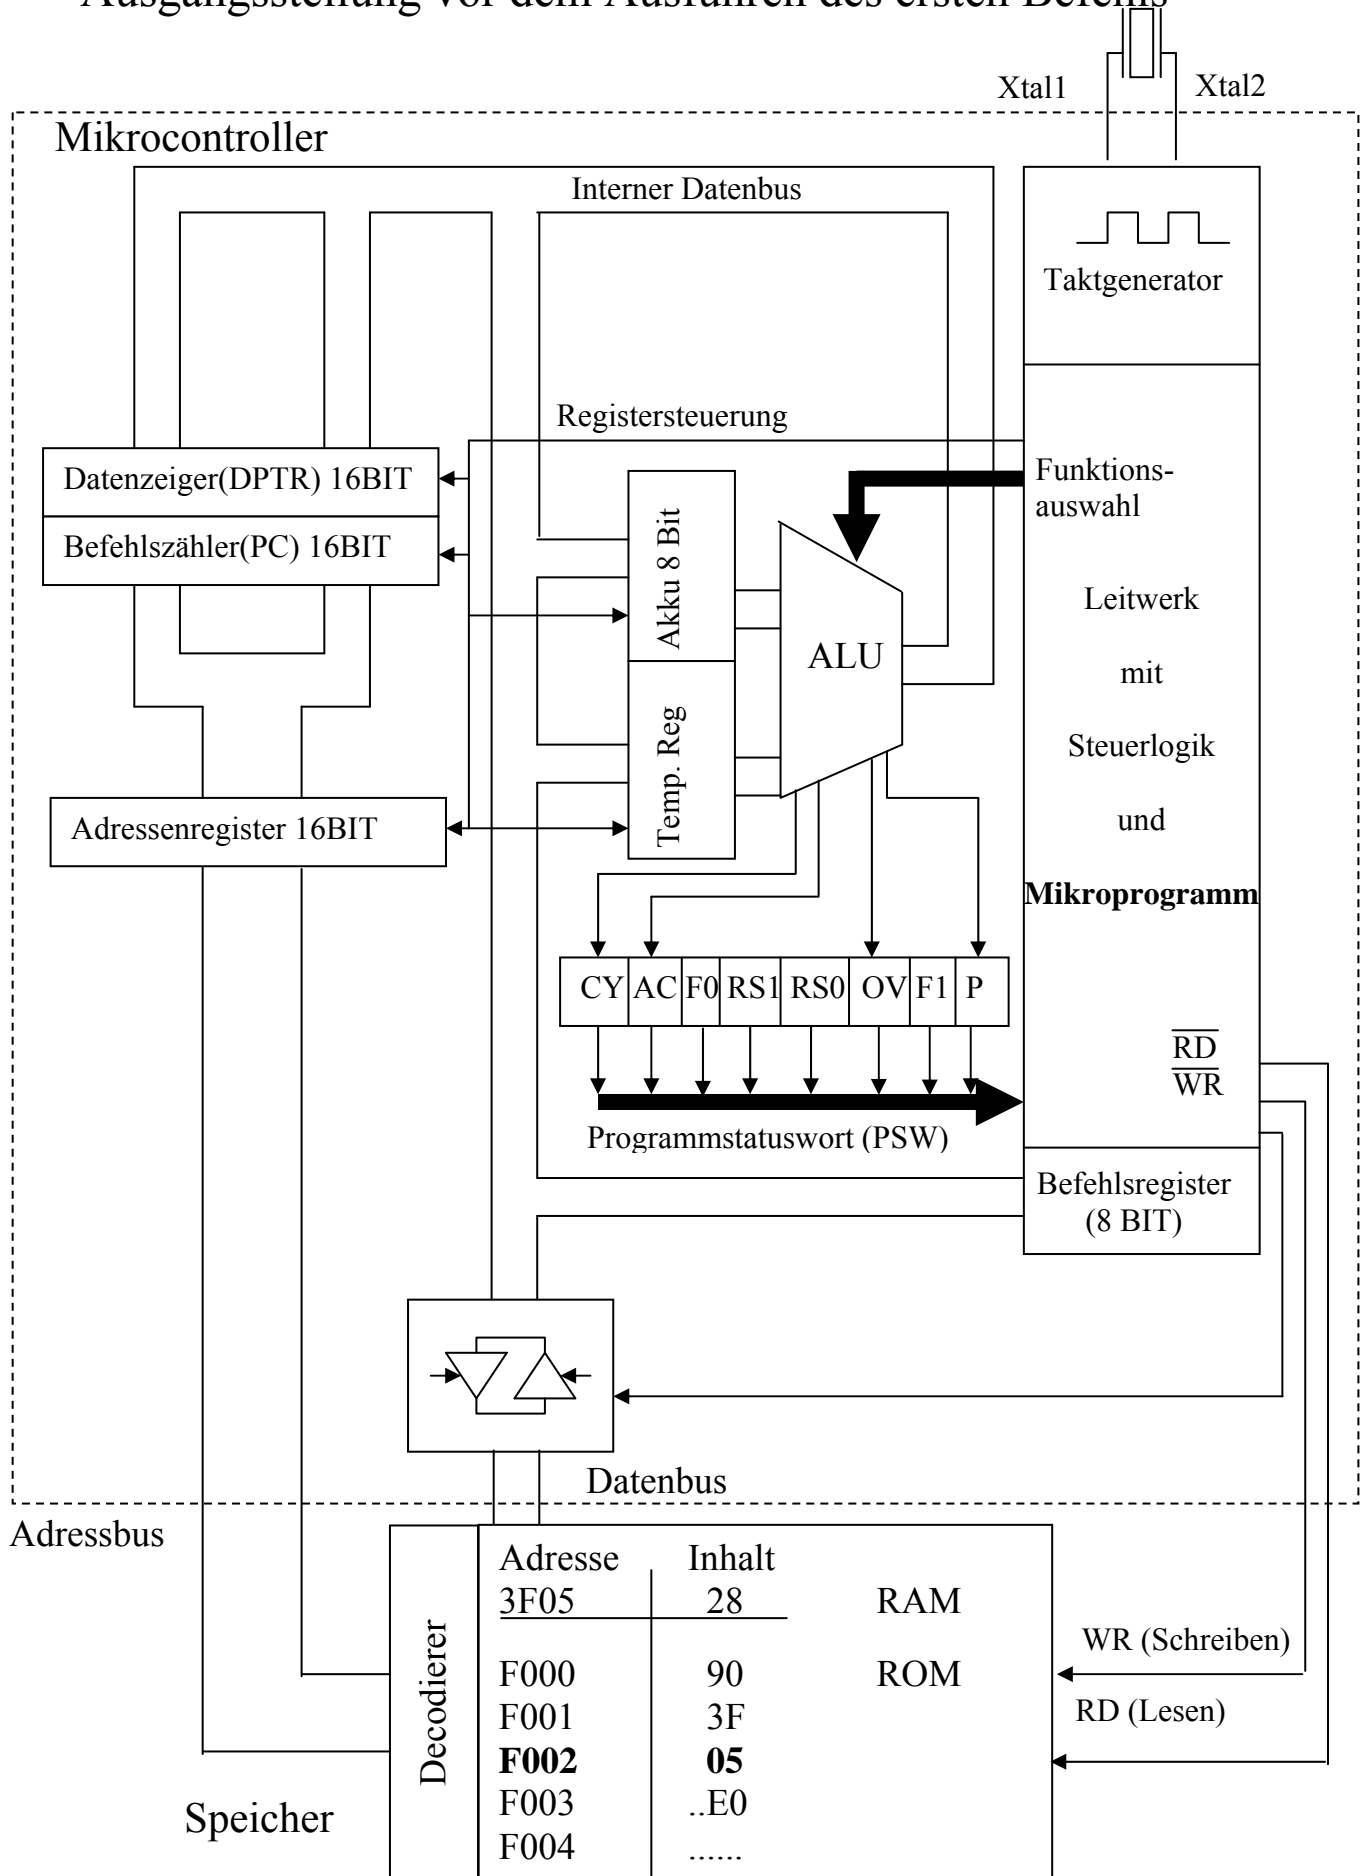 Ausgangsstellung vor dem Ausführen des ersten Befehls
Xtal1
Xtal2
Mikrocontroller
Interner Datenbus
Taktgenerator
Registersteuerung
Datenzeiger(DPTR) 16BIT
Befehlszähler(PC) 16BIT
Akku 8 Bit
Temp. Reg
ALU
Funktions-
auswahl
Leitwerk
mit
Steuerlogik
und
Mikroprogramm
Adressenregister 16BIT
CY AC F0 RS1 RS0 OV F1 P
RD
WR
Programmstatuswort (PSW)
Befehlsregister
(8 BIT)
Datenbus
Adressbus
Decodierer
Adresse Inhalt
3F05 28 RAM
F000 90 ROM
F001 3F
F002 05
F003 ..E0
F004 ......
WR (Schreiben)
RD (Lesen)
Speicher